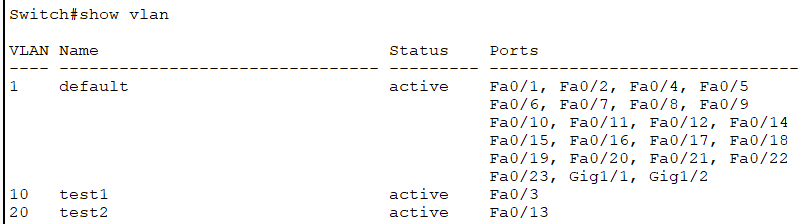 Switch#show vlan
VLAN Name                             Status    Ports
---- -------------------------------- --------- -------------------------------
1    default                          active    Fa0/1, Fa0/2, Fa0/4, Fa0/5
                                                Fa0/6, Fa0/7, Fa0/8, Fa0/9
                                                Fa0/10, Fa0/11, Fa0/12, Fa0/14
                                                Fa0/15, Fa0/16, Fa0/17, Fa0/18
                                                Fa0/19, Fa0/20, Fa0/21, Fa0/22
                                                Fa0/23, Gig1/1, Gig1/2
10   test1                            active    Fa0/3
20   test2                            active    Fa0/13